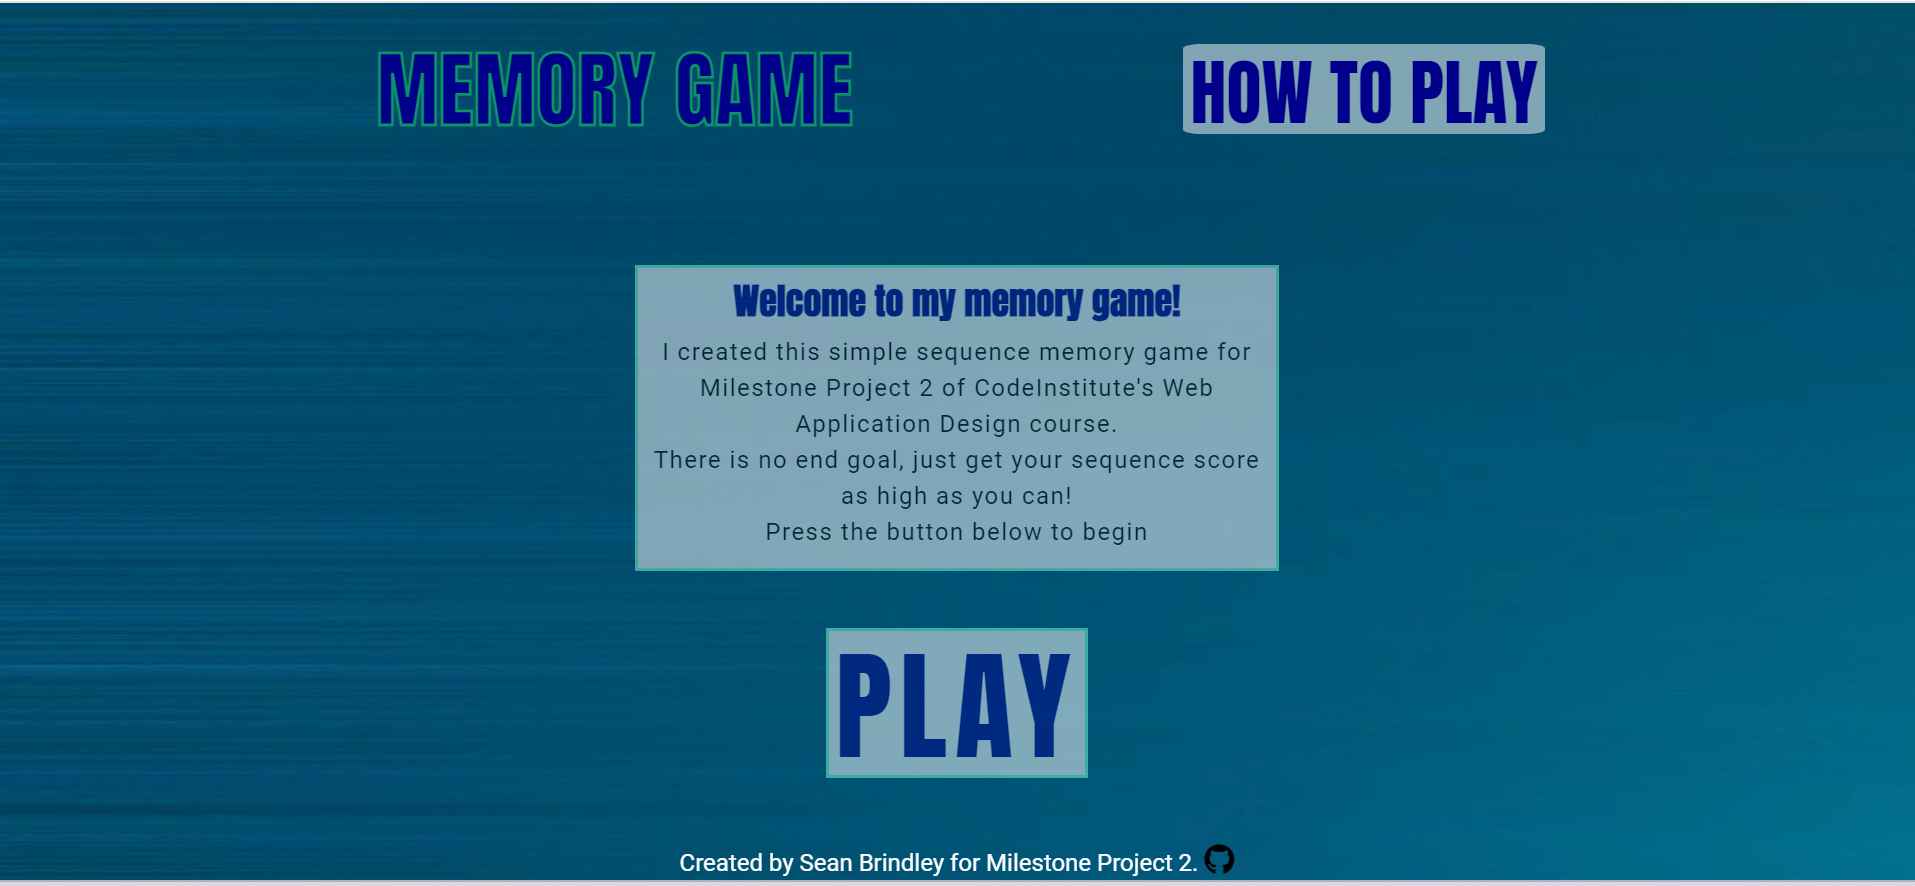 MEMORY GAME
HOW TO PLAY
Welcome to my memory game!
I created this simple sequence memory game for
Milestone Project 2 of CodeInstitute's Web
Application Design course.
There is no end goal, just get your sequence score
as high as you can!
Press the button below to begin
PLAY
Created by Sean Brindley for Milestone Project 2.